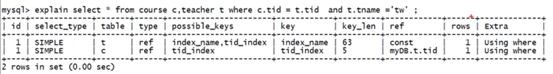 mysql> explain select * from course c,teacher t where c.tid = t.tid  and t.tname ='tw' ;
+----+-------------+-------+------+----------------------+------------+---------+------------+------+-------------+
| id | select_type | table | type | possible_keys | key | key_len | ref | rows | Extra |
+----+-------------+-------+------+----------------------+------------+---------+------------+------+-------------+
| 1 | SIMPLE | t | ref | index_name,tid_index | index_name | 63 | const | 1 | Using where |
| 1 | SIMPLE | c | ref | tid_index | tid_index | 5 | myDB.t.tid | 1 | Using where |
+----+-------------+-------+------+----------------------+------------+---------+------------+------+-------------+
2 rows in set (0.00 sec)